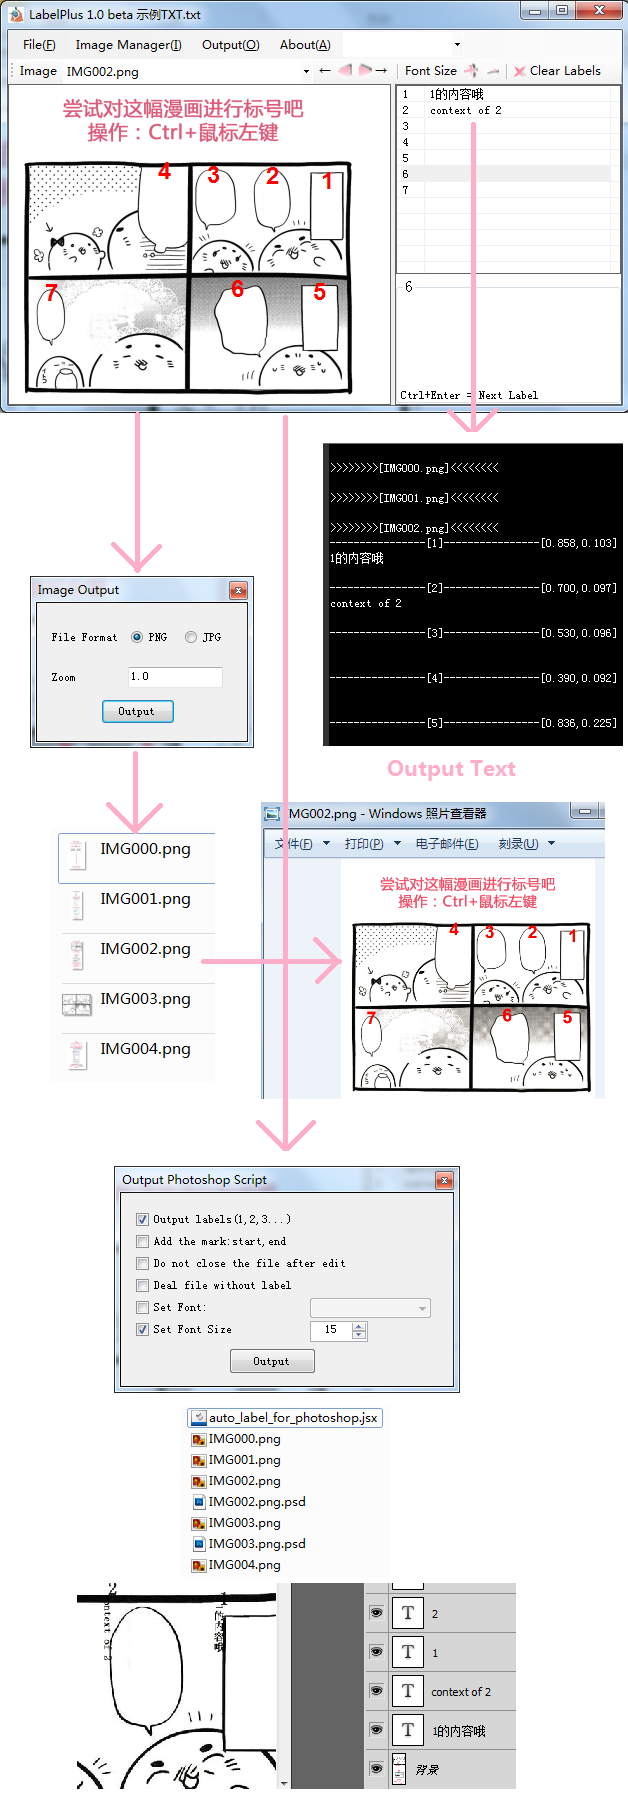 LabelPlus 1.0 beta 示例TXT.txt
File(F) Image Manager(I) Output(O) About(A)
Image IMG002.png Font Size Clear Labels
尝试对这幅漫画进行标号吧
操作：Ctrl+鼠标左键
4 3 2 1
7 6 5
1 1的内容哦
2 context of 2
3
4
5
6
7
6
Ctrl+Enter = Next Label
>>>>>>>>[IMG000.png]<<<<<<<<
>>>>>>>>[IMG001.png]<<<<<<<<
>>>>>>>>[IMG002.png]<<<<<<<<
----------------[1]----------------[0.858,0.103]
1的内容哦
----------------[2]----------------[0.700,0.097]
context of 2
----------------[3]----------------[0.530,0.096]
----------------[4]----------------[0.390,0.092]
----------------[5]----------------[0.836,0.225]
Output Text
Image Output
File Format PNG JPG
Zoom 1.0
Output
IMG000.png
IMG001.png
IMG002.png
IMG003.png
IMG004.png
MG002.png - Windows 照片查看器
文件(F) 打印(P) 电子邮件(E) 刻录(U)
尝试对这幅漫画进行标号吧
操作：Ctrl+鼠标左键
4 3 2 1
7 6 5
Output Photoshop Script
Output labels(1,2,3...)
Add the mark:start,end
Do not close the file after edit
Deal file without label
Set Font:
Set Font Size 15
Output
auto_label_for_photoshop.jsx
IMG000.png
IMG001.png
IMG002.png
IMG002.png.psd
IMG003.png
IMG003.png.psd
IMG004.png
2
context of 2
1
1的内容哦
T 2
T 1
T context of 2
T 1的内容哦
背景